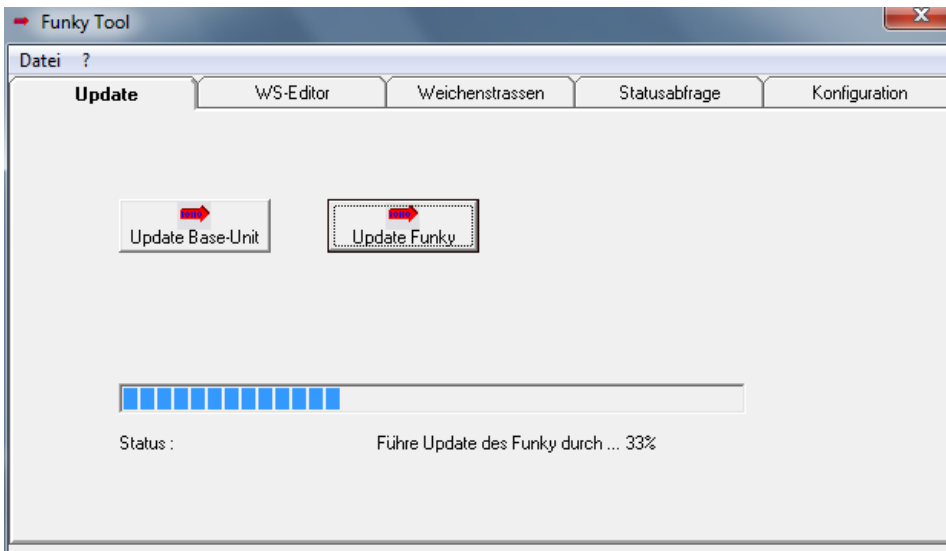 Funky Tool
Datei ?
Update WS-Editor Weichenstrassen Statusabfrage Konfiguration
Update Base-Unit Update Funky
Status : Führe Update des Funky durch ... 33%